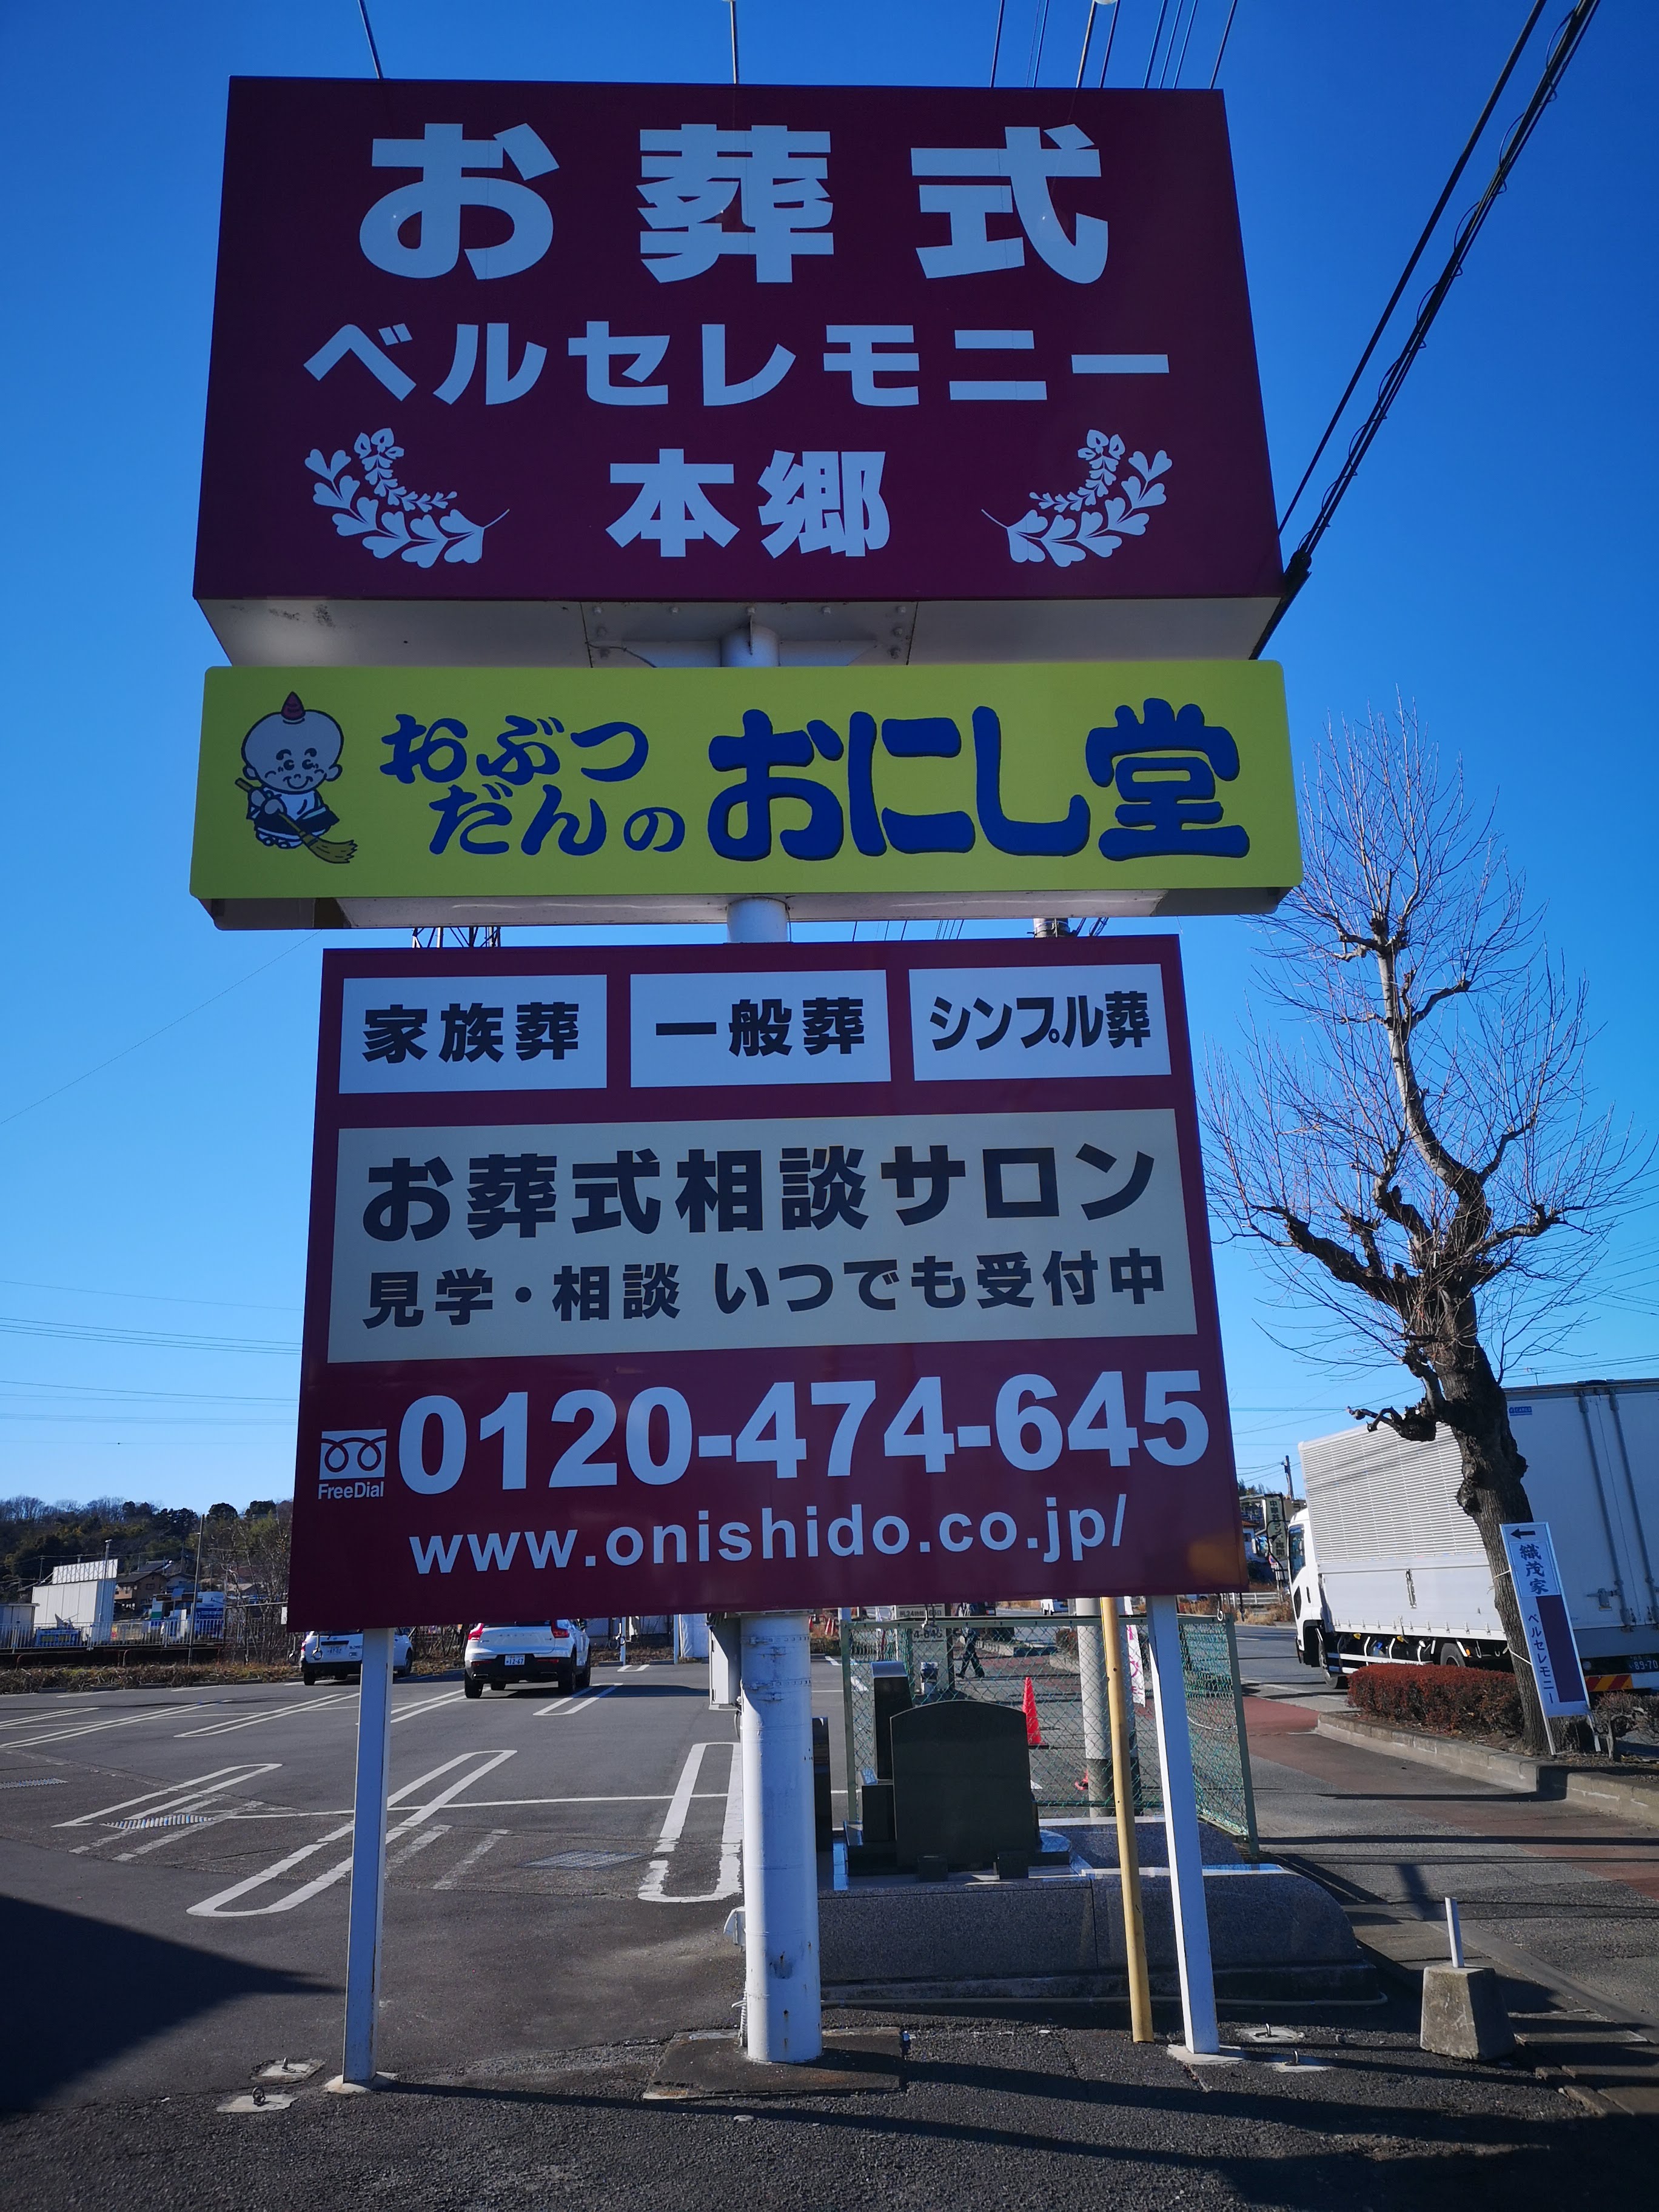 お葬式
ベルセレモニー
本郷
おぶつ
だんの
おにし堂
家族葬
一般葬
シンプル葬
お葬式相談サロン
見学・相談 いつでも受付中
FreeDial
0120-474-645
www.onishido.co.jp/
←
織茂家
ベルセレモニー